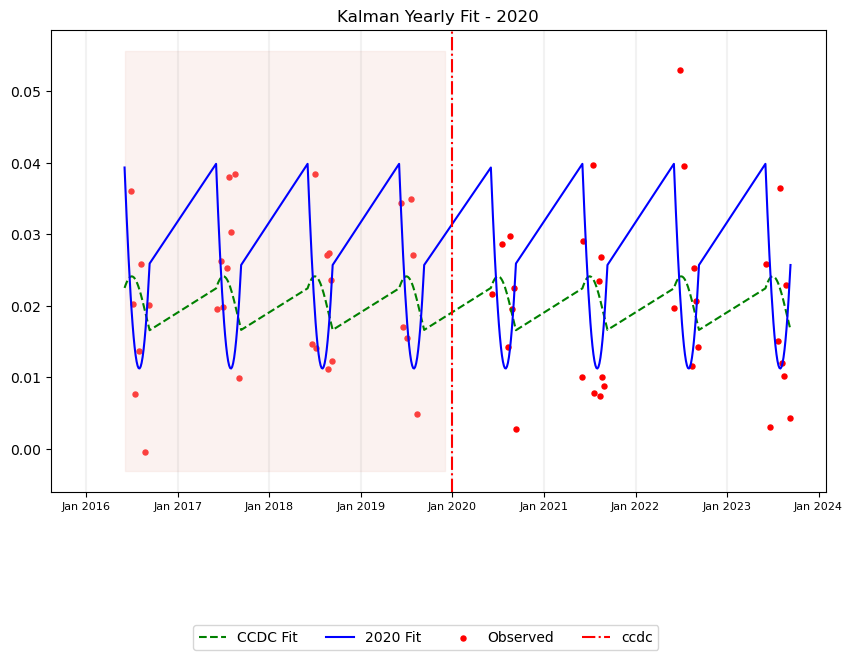 Kalman Yearly Fit - 2020
0.05
0.04
0.03
0.02
0.01
0.00
Jan 2016 Jan 2017 Jan 2018 Jan 2019 Jan 2020 Jan 2021 Jan 2022 Jan 2023 Jan 2024
CCDC Fit 2020 Fit Observed ccdc